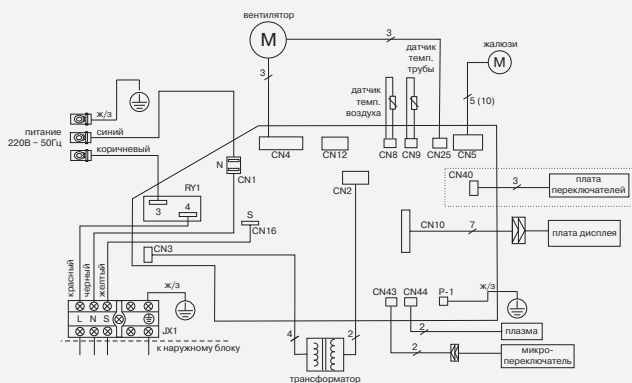 вентилятор
M
3
3
датчик
темп.
трубы
жалюзи
M
5 (10)
датчик
темп.
воздуха
ж/з
питание
220В ~ 50Гц
синий
коричневый
CN4
CN12
CN8
CN9
CN25
CN5
N
CN1
CN2
RY1
3
4
S
CN16
CN40
3
плата
переключателей
CN10
7
плата дисплея
CN3
красный
черный
желтый
ж/з
L N S
JX1
к наружному блоку
4
2
трансформатор
CN43
CN44
P-1
ж/з
2
плазма
2
микро-
переключатель